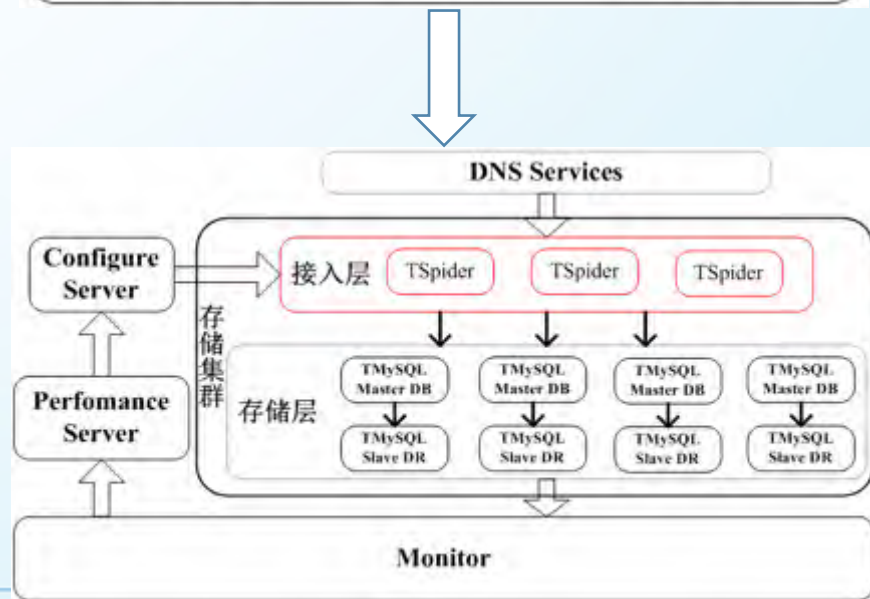 DNS Services
Configure
Server
接入层
TSpider
TSpider
TSpider
存储集群
Perfomance
Server
存储层
TMySQL
Master DB
TMySQL
Master DB
TMySQL
Master DB
TMySQL
Master DB
TMySQL
Slave DR
TMySQL
Slave DR
TMySQL
Slave DR
TMySQL
Slave DR
Monitor